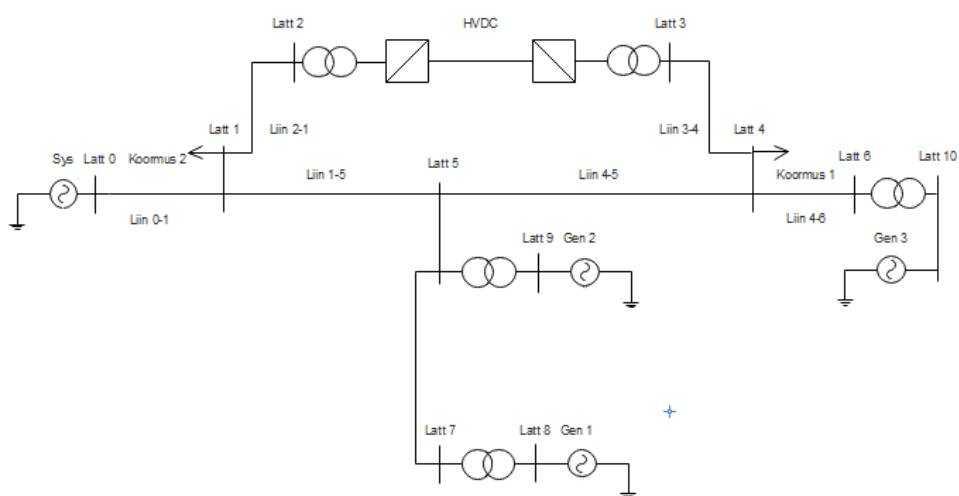 Latt 2
HVDC
Latt 3
Latt 1
Liin 2-1
Liin 3-4
Latt 4
Sys
Latt 0
Koormus 2
Latt 5
Latt 6
Latt 10
Liin 1-5
Liin 4-5
Koormus 1
Liin 0-1
Liin 4-6
Latt 9
Gen 2
Gen 3
Latt 7
Latt 8
Gen 1